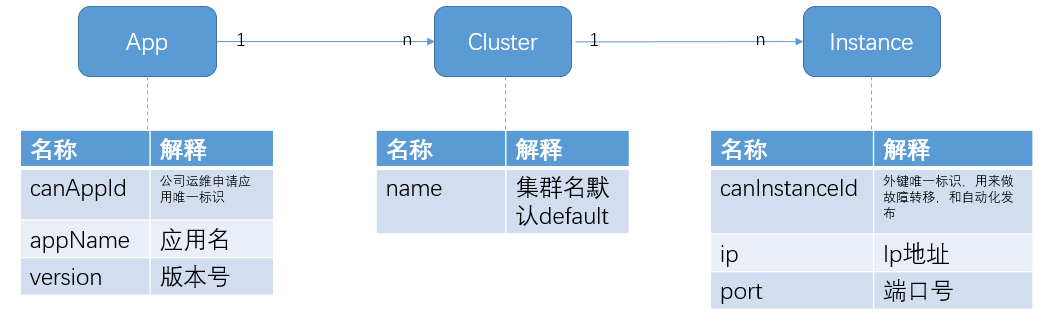 App
1
n
Cluster
1
n
Instance
名称 解释
canAppId 公司运维申请应
用唯一标识
appName 应用名
version 版本号
名称 解释
name 集群名默
认default
名称 解释
canInstanceId 外键唯一标识，用来做
故障转移，和自动化发
布
ip Ip地址
port 端口号